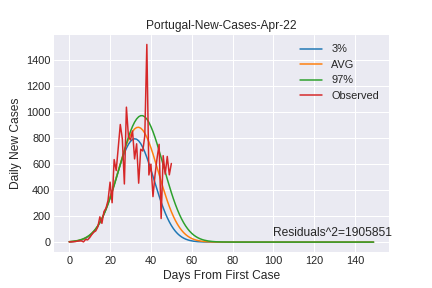 Portugal-New-Cases-Apr-22
3%
AVG
97%
Observed
1400
1200
1000
800
600
400
200
0
Daily New Cases
Residuals^2=1905851
0 20 40 60 80 100 120 140
Days From First Case